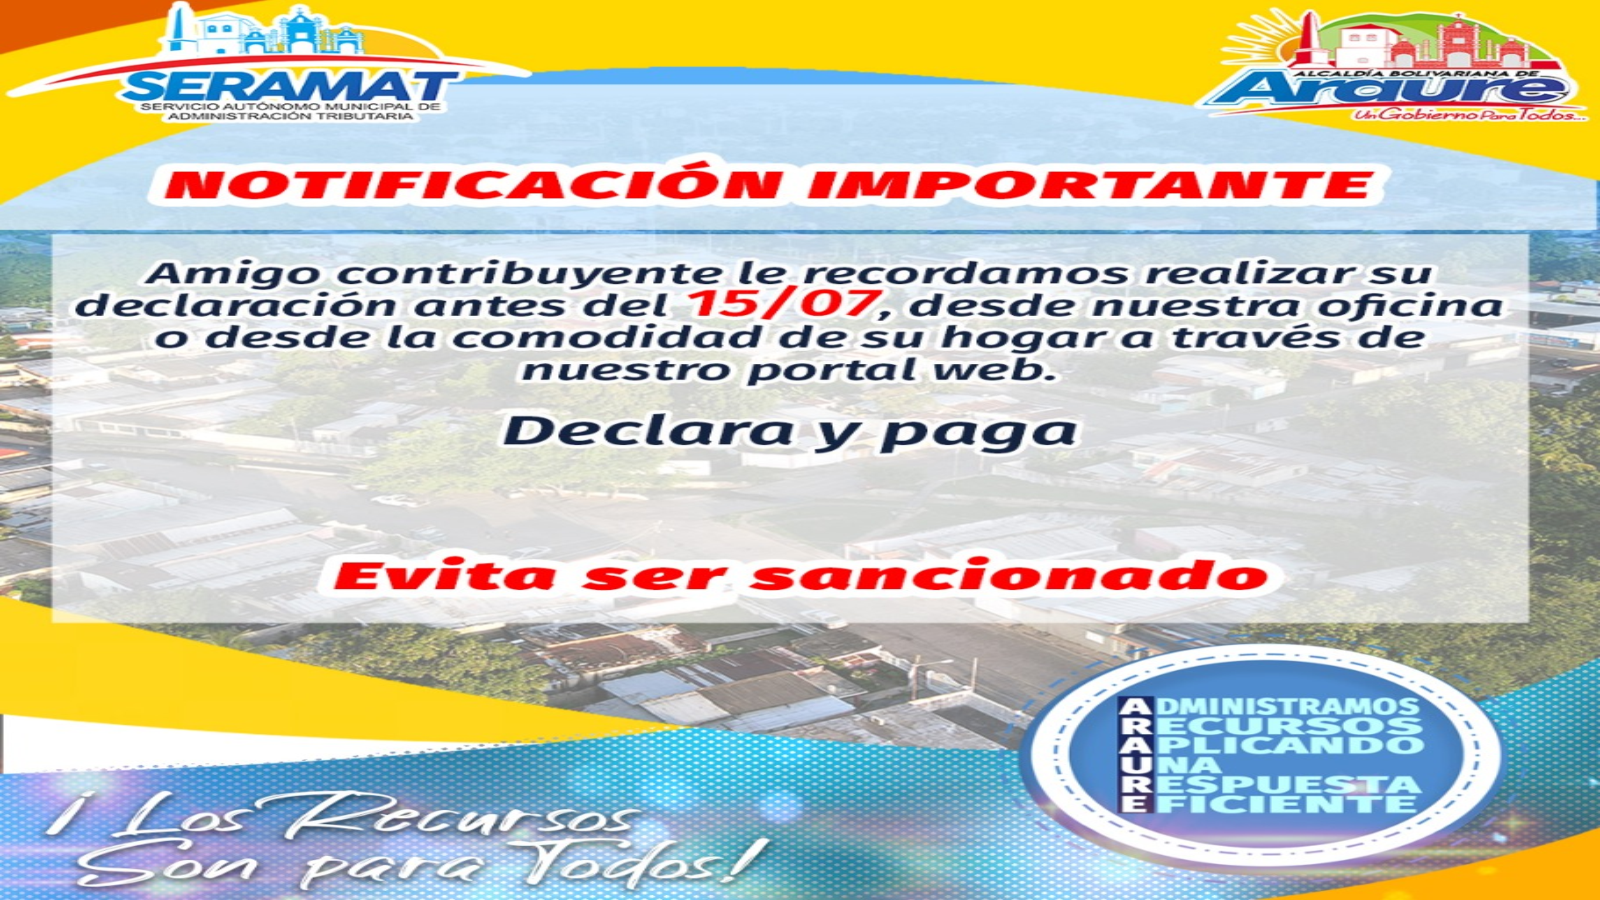 SERAMAT
SERVICIO AUTÓNOMO MUNICIPAL DE
ADMINISTRACIÓN TRIBUTARIA
ALCALDÍA BOLIVARIANA DE
Araure
Un Gobierno Para Todos...
NOTIFICACIÓN IMPORTANTE
Amigo contribuyente le recordamos realizar su
declaración antes del 15/07, desde nuestra oficina
o desde la comodidad de su hogar a través de
nuestro portal web.
Declara y paga
Evita ser sancionado
ADMINISTRAMOS
RECURSOS
APLICANDO
UNA
RESPUESTA
EFICIENTE
¡Los Recursos
Son para Todos!